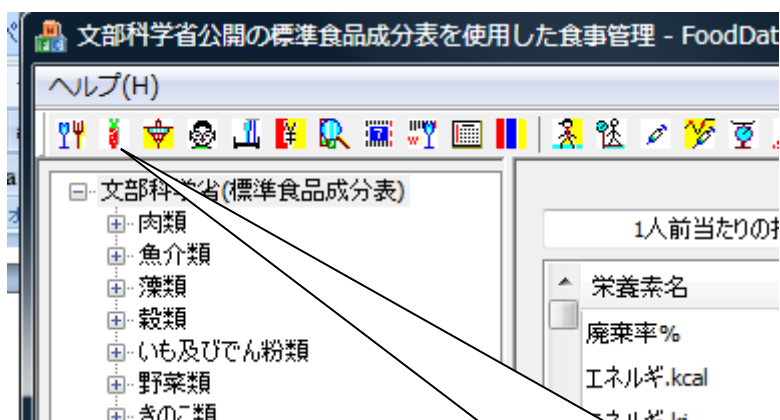 文部科学省公開の標準食品成分表を使用した食事管理 - FoodDat
ヘルプ(H)
文部科学省(標準食品成分表)
肉類
魚介類
藻類
穀類
いも及びでん粉類
野菜類
きのこ類
1人前当たりの
栄養素名
廃棄率%
エネルギ.kcal